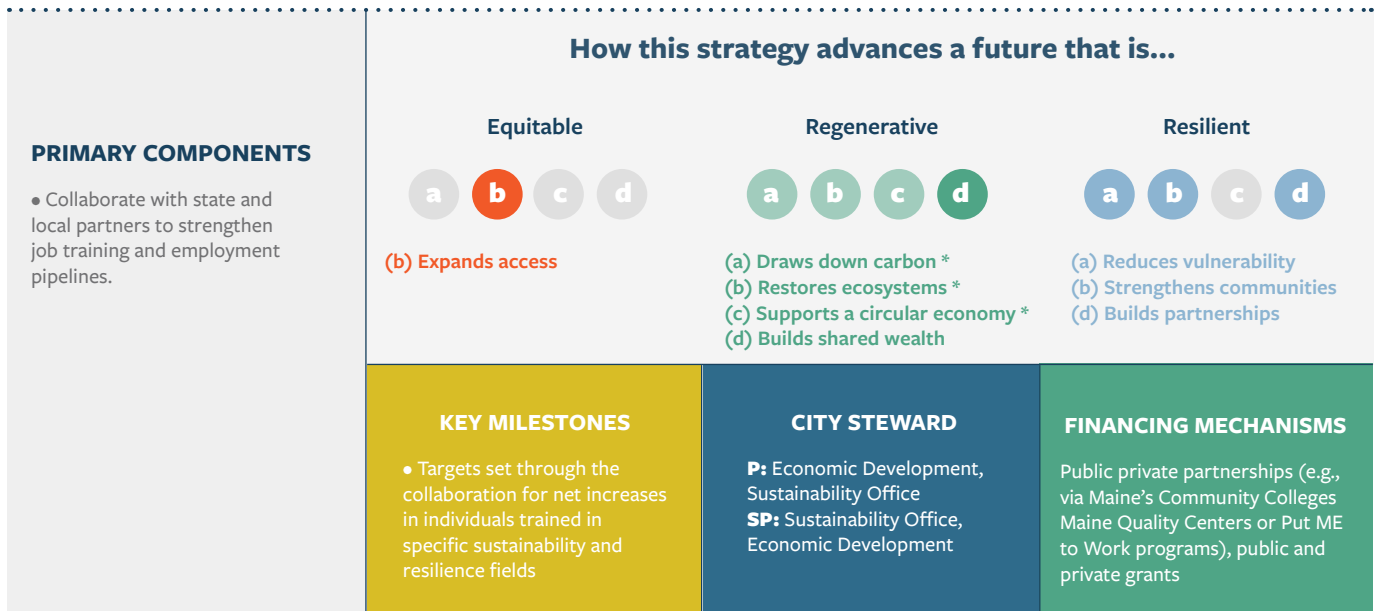 How this strategy advances a future that is...
PRIMARY COMPONENTS
• Collaborate with state and
local partners to strengthen
job training and employment
pipelines.
Equitable
a b c d
(b) Expands access
Regenerative
a b c d
(a) Draws down carbon *
(b) Restores ecosystems *
(c) Supports a circular economy *
(d) Builds shared wealth
Resilient
a b c d
(a) Reduces vulnerability
(b) Strengthens communities
(d) Builds partnerships
KEY MILESTONES
• Targets set through the
collaboration for net increases
in individuals trained in
specific sustainability and
resilience fields
CITY STEWARD
P: Economic Development,
Sustainability Office
SP: Sustainability Office,
Economic Development
FINANCING MECHANISMS
Public private partnerships (e.g.,
via Maine’s Community Colleges
Maine Quality Centers or Put ME
to Work programs), public and
private grants